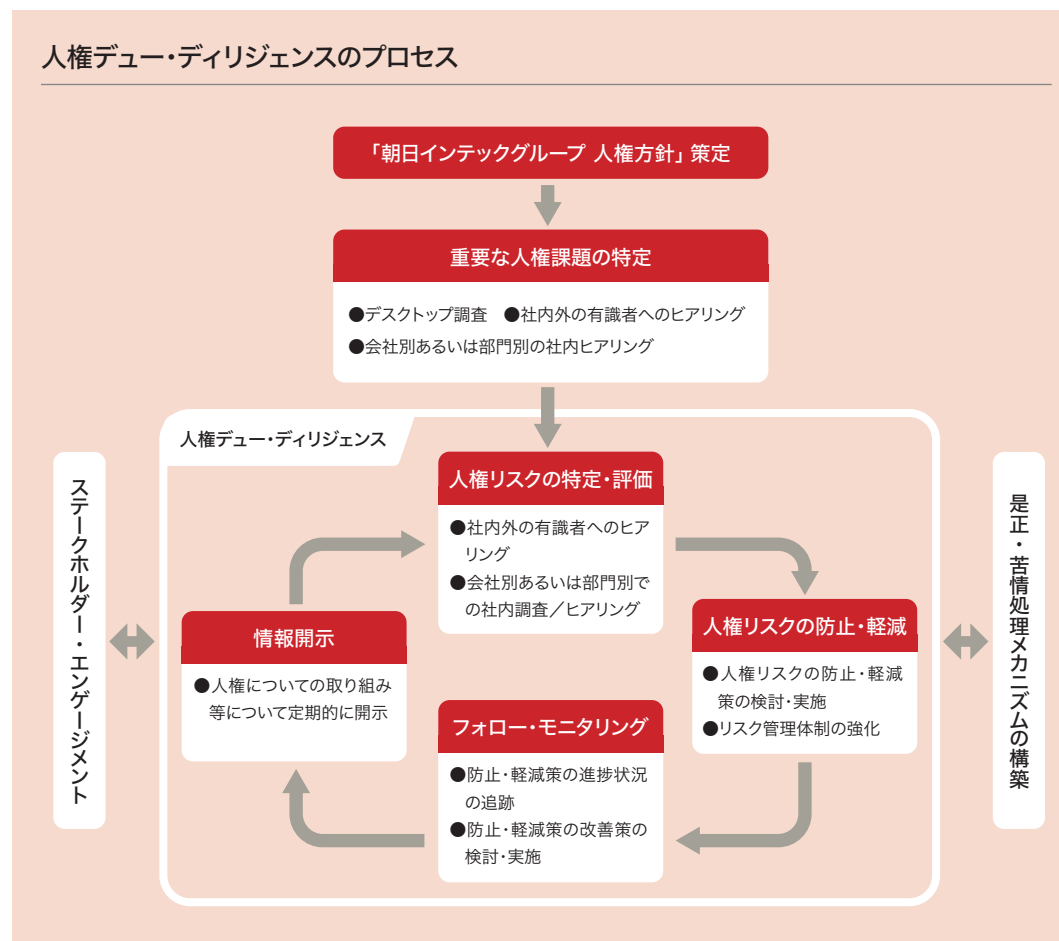 人権デュー・ディリジェンスのプロセス
「朝日インテックグループ 人権方針」策定
重要な人権課題の特定
●デスクトップ調査 ●社内外の有識者へのヒアリング
●会社別あるいは部門別の社内ヒアリング
人権デュー・ディリジェンス
ステークホルダー・エンゲージメント
人権リスクの特定・評価
●社内外の有識者へのヒア
リング
●会社別あるいは部門別で
の社内調査／ヒアリング
人権リスクの防止・軽減
●人権リスクの防止・軽減
策の検討・実施
●リスク管理体制の強化
フォロー・モニタリング
●防止・軽減策の進捗状況
の追跡
●防止・軽減策の改善策の
検討・実施
情報開示
●人権についての取り組み
等について定期的に開示
是正・苦情処理メカニズムの構築